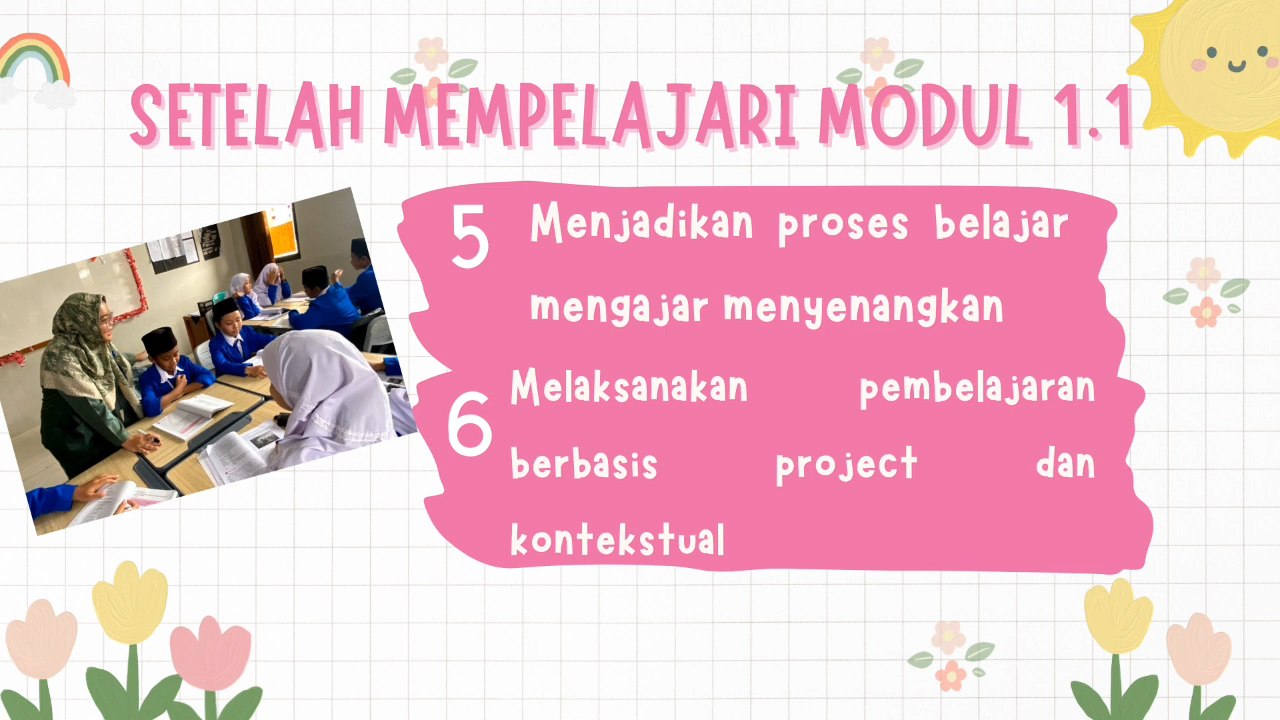 SETELAH MEMPELAJARI MODUL 1.1
5 Menjadikan proses belajar
mengajar menyenangkan
6 Melaksanakan pembelajaran
berbasis project dan
kontekstual